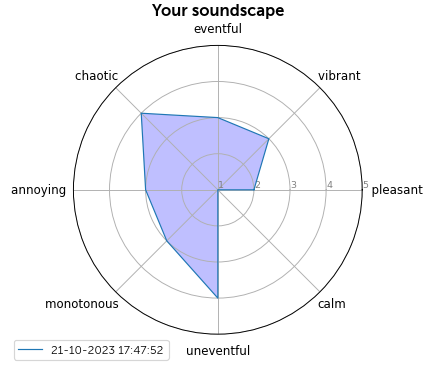 Your soundscape
eventful
chaotic
vibrant
annoying
1 2 3 4 5
pleasant
monotonous
calm
21-10-2023 17:47:52
uneventful